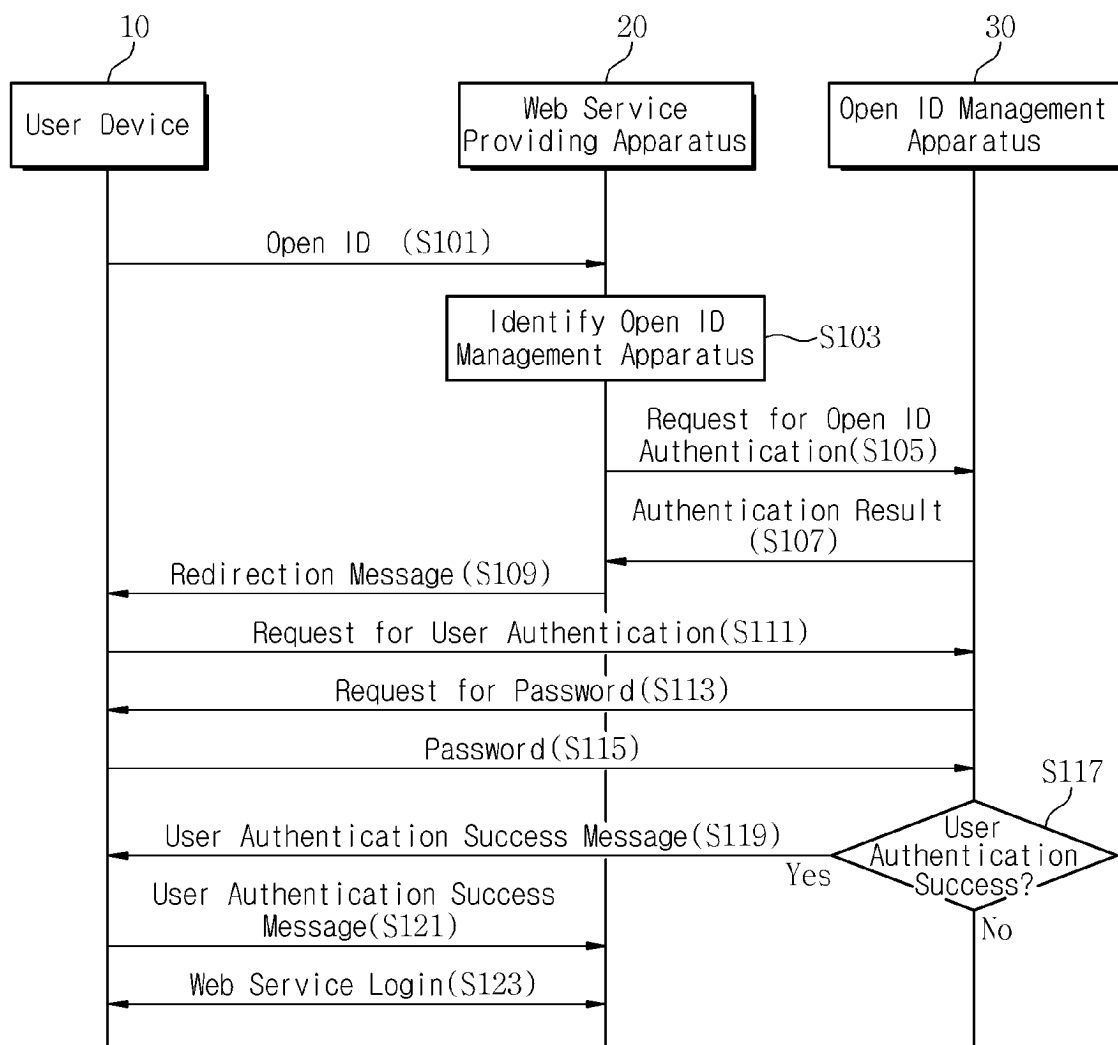 10
20
30
User Device
Web Service
Providing Apparatus
Open ID Management
Apparatus
Open ID (S101)
Identify Open ID
Management Apparatus
S103
Request for Open ID
Authentication(S105)
Authentication Result
(S107)
Redirection Message(S109)
Request for User Authentication(S111)
Request for Password(S113)
Password(S115)
S117
User Authentication Success Message(S119)
User
Authentication
Success?
Yes
No
User Authentication Success
Message(S121)
Web Service Login(S123)